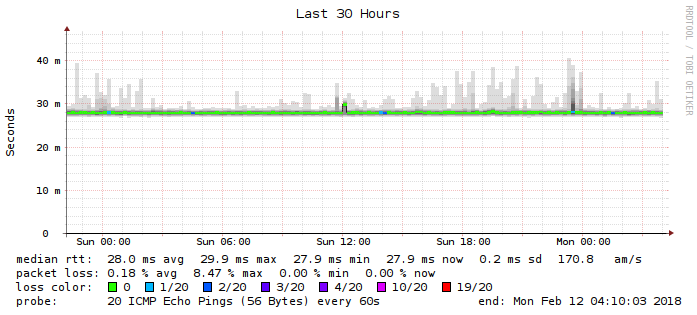 Last 30 Hours
RRDTOOL / TOBI OETIKER
Seconds
40 m
30 m
20 m
10 m
0
Sun 00:00 Sun 06:00 Sun 12:00 Sun 18:00 Mon 00:00
median rtt: 28.0 ms avg 29.9 ms max 27.9 ms min 27.9 ms now 0.2 ms sd 170.8 am/s
packet loss: 0.18 % avg 8.47 % max 0.00 % min 0.00 % now
loss color: 0 1/20 2/20 3/20 4/20 10/20 19/20
probe: 20 ICMP Echo Pings (56 Bytes) every 60s end: Mon Feb 12 04:10:03 2018